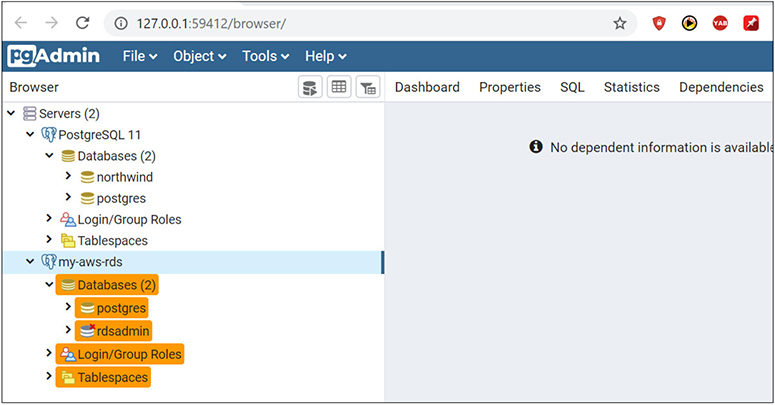 127.0.0.1:59412/browser/
YAB
pgAdmin File Object Tools Help
Browser Dashboard Properties SQL Statistics Dependencies
Servers (2)
PostgreSQL 11
Databases (2)
No dependent information is available
northwind
postgres
Login/Group Roles
Tablespaces
my-aws-rds
Databases (2)
postgres
rdsadmin
Login/Group Roles
Tablespaces